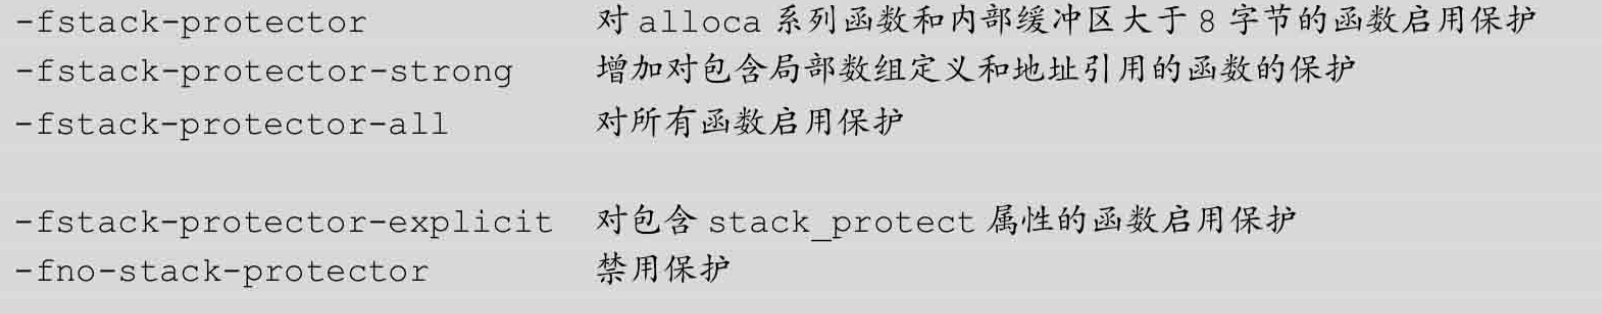 -fstack-protector 对 alloca 系列函数和内部缓冲区大于 8 字节的函数启用保护
-fstack-protector-strong 增加对包含局部数组定义和地址引用的函数的保护
-fstack-protector-all 对所有函数启用保护
-fstack-protector-explicit 对包含 stack_protect 属性的函数启用保护
-fno-stack-protector 禁用保护